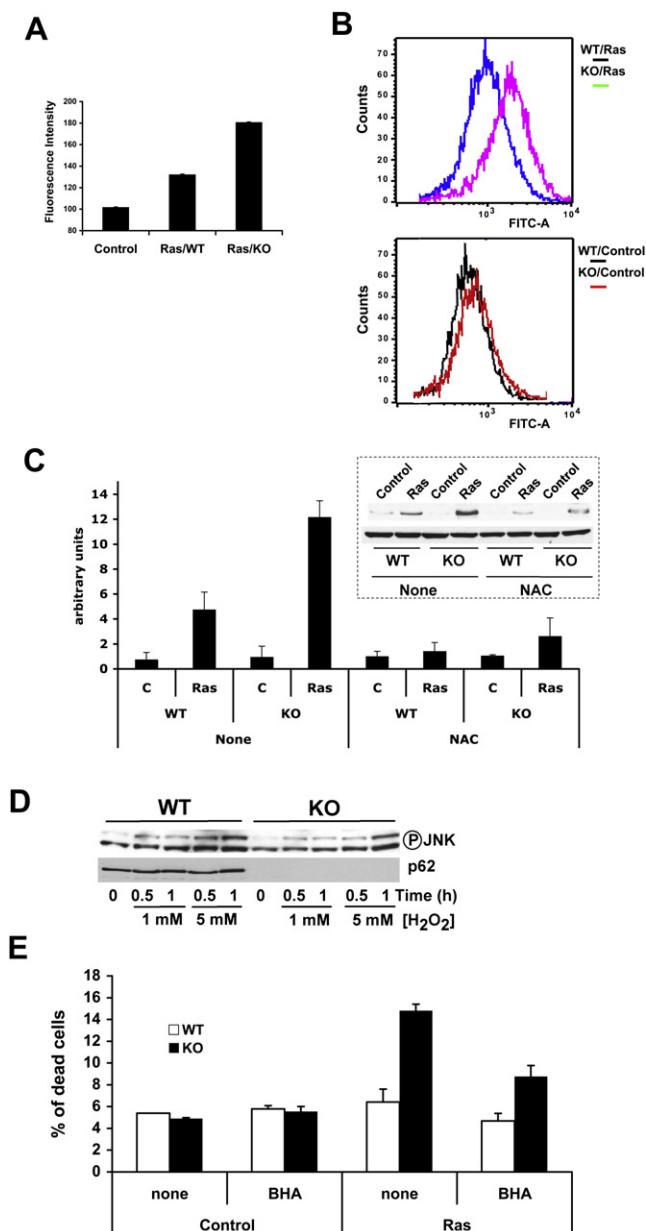 A
Fluorescence Intensity
180
160
140
120
100
80
Control Ras/WT Ras/KO
B
Counts
70
60
50
40
30
20
10
0
10³ 10⁴
FITC-A
WT/Ras
KO/Ras
Counts
70
60
50
40
30
20
10
0
10³ 10⁴
FITC-A
WT/Control
KO/Control
C
arbitrary units
14
12
10
8
6
4
2
0
C Ras C Ras C Ras C Ras
WT KO WT KO
None NAC
Control Ras Control Ras Control Ras Control Ras
WT KO WT KO
None NAC
D
WT KO
P JNK
p62
0 0.5 1 0.5 1 0 0.5 1 0.5 1 Time (h)
1 mM 5 mM 1 mM 5 mM [H₂O₂]
E
% of dead cells
18
16
14
12
10
8
6
4
2
0
WT
KO
none BHA none BHA
Control Ras